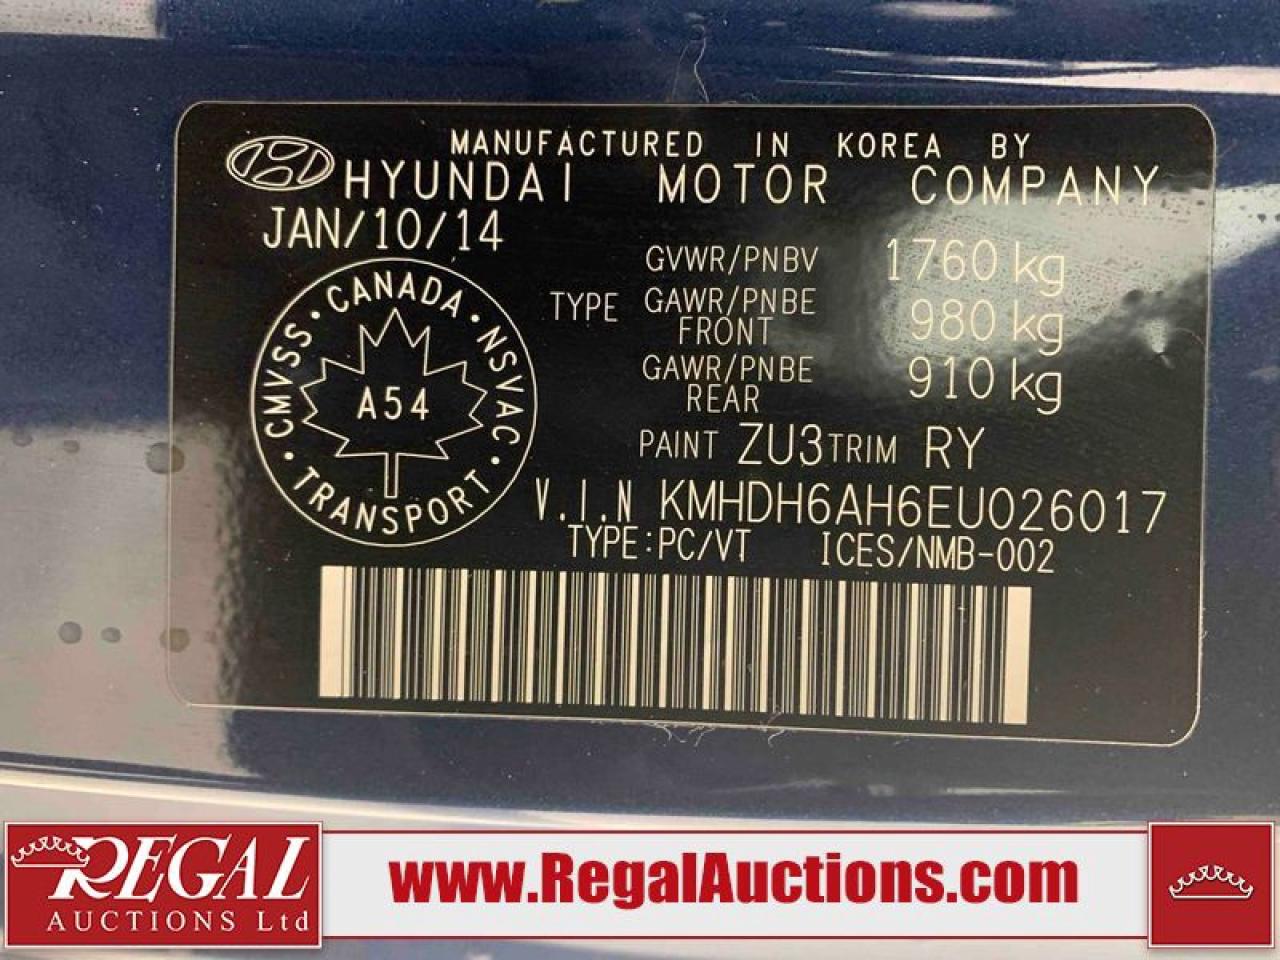 MANUFACTURED IN KOREA BY
HYUNDAI MOTOR COMPANY
JAN/10/14
GVWR/PNBV 1760 kg
TYPE GAWR/PNBE FRONT 980 kg
GAWR/PNBE REAR 910 kg
CMVSS · CANADA · NSVAC · TRANSPORT ·
A54
PAINT ZU3 TRIM RY
V.I.N KMHDH6AH6EU026017
TYPE:PC/VT ICES/NMB-002
REGAL
AUCTIONS Ltd
www.RegalAuctions.com